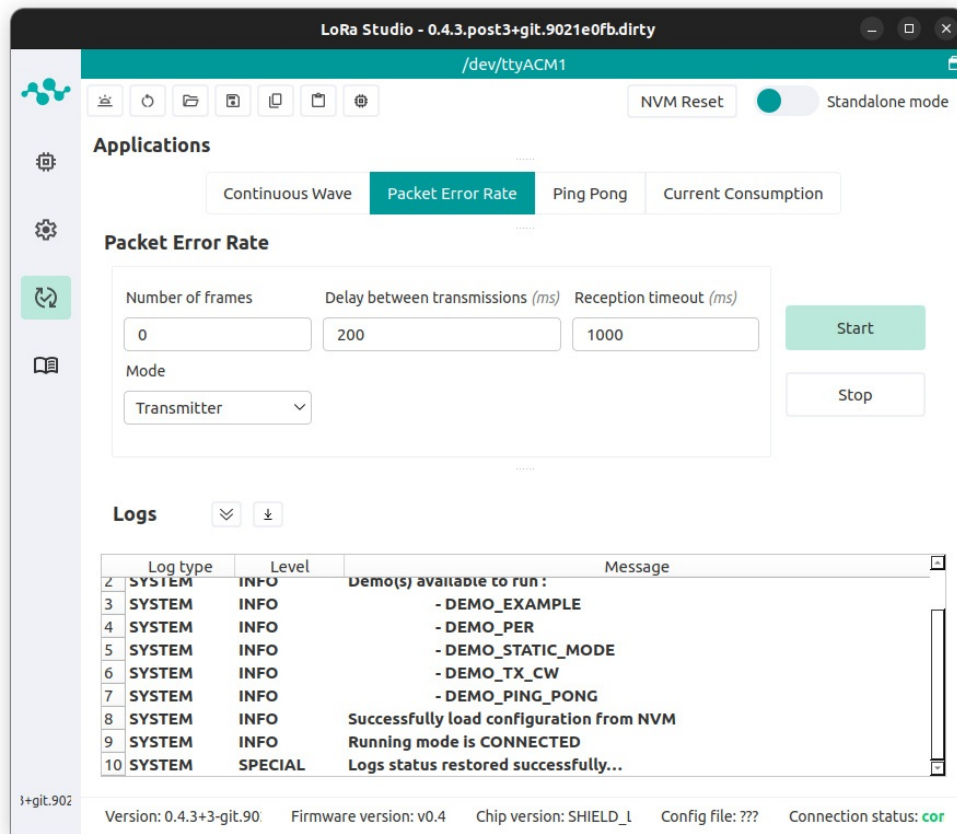 LoRa Studio - 0.4.3.post3+git.9021e0fb.dirty
/dev/ttyACM1
NVM Reset
Standalone mode
Applications
Continuous Wave
Packet Error Rate
Ping Pong
Current Consumption
Packet Error Rate
Number of frames
Delay between transmissions (ms)
Reception timeout (ms)
0
200
1000
Start
Mode
Transmitter
Stop
Logs
Log type Level Message
2 SYSTEM INFO Demo(s) available to run :
3 SYSTEM INFO - DEMO_EXAMPLE
4 SYSTEM INFO - DEMO_PER
5 SYSTEM INFO - DEMO_STATIC_MODE
6 SYSTEM INFO - DEMO_TX_CW
7 SYSTEM INFO - DEMO_PING_PONG
8 SYSTEM INFO Successfully load configuration from NVM
9 SYSTEM INFO Running mode is CONNECTED
10 SYSTEM SPECIAL Logs status restored successfully...
3+git.902
Version: 0.4.3+3-git.90 Firmware version: v0.4 Chip version: SHIELD_L Config file: ??? Connection status: cor